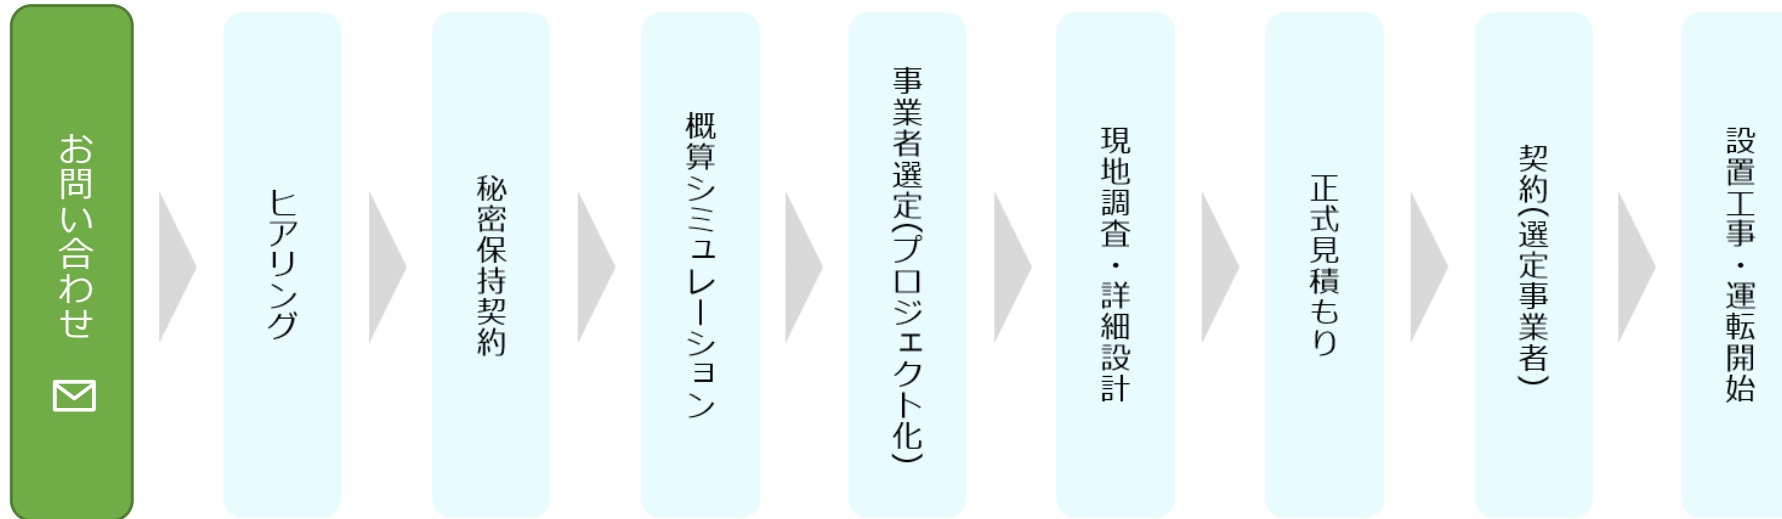 お問い合わせ
ヒアリング
秘密保持契約
概算シミュレーション
事業者選定(プロジェクト化)
現地調査・詳細設計
正式見積もり
契約(選定事業者)
設置工事・運転開始